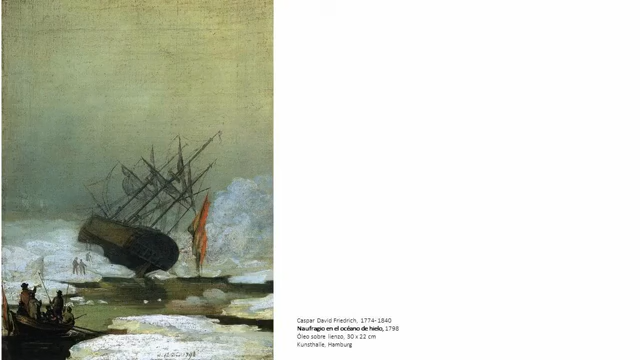 Caspar David Friedrich, 1774-1840
Naufragio en el océano de hielo, 1798
Óleo sobre lienzo, 30 x 22 cm
Kunsthalle, Hamburg